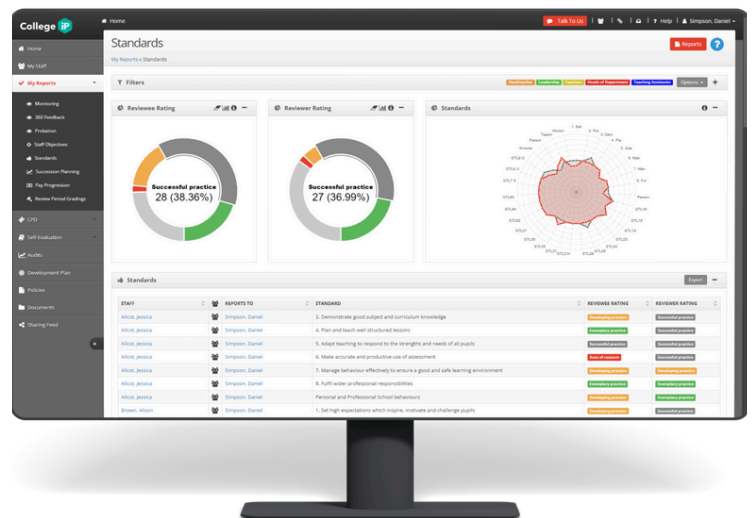 College iP
Home
Talk To Us
Help
Simpson, Daniel
Home
My Staff
My Reports
Monitoring
360 Feedback
Probation
Staff Objectives
Standards
Succession Planning
Pay Progression
Review Period Gradings
CPD
Self-Evaluation
Audits
Development Plan
Policies
Documents
Sharing Feed
Standards
Reports
?
My Reports » Standards
Filters
Headteacher Leadership Teachers Heads of Department Teaching Assistants Options
Reviewee Rating
Successful practice
28 (38.36%)
Reviewer Rating
Successful practice
27 (36.99%)
Standards
Standards
Export
STAFF REPORTS TO STANDARD REVIEWEE RATING REVIEWER RATING
Allcot, Jessica Simpson, Daniel 3. Demonstrate good subject and curriculum knowledge Developing practice Successful practice
Allcot, Jessica Simpson, Daniel 4. Plan and teach well structured lessons Exemplary practice Successful practice
Allcot, Jessica Simpson, Daniel 5. Adapt teaching to respond to the strengths and needs of all pupils Successful practice Successful practice
Allcot, Jessica Simpson, Daniel 6. Make accurate and productive use of assessment Area of concern Successful practice
Allcot, Jessica Simpson, Daniel 7. Manage behaviour effectively to ensure a good and safe learning environment Developing practice Developing practice
Allcot, Jessica Simpson, Daniel 8. Fulfil wider professional responsibilities Exemplary practice Exemplary practice
Allcot, Jessica Simpson, Daniel Personal and Professional School behaviours Developing practice Exemplary practice
Brown, Alison Simpson, Daniel 1. Set high expectations which inspire, motivate and challenge pupils Developing practice Successful practice